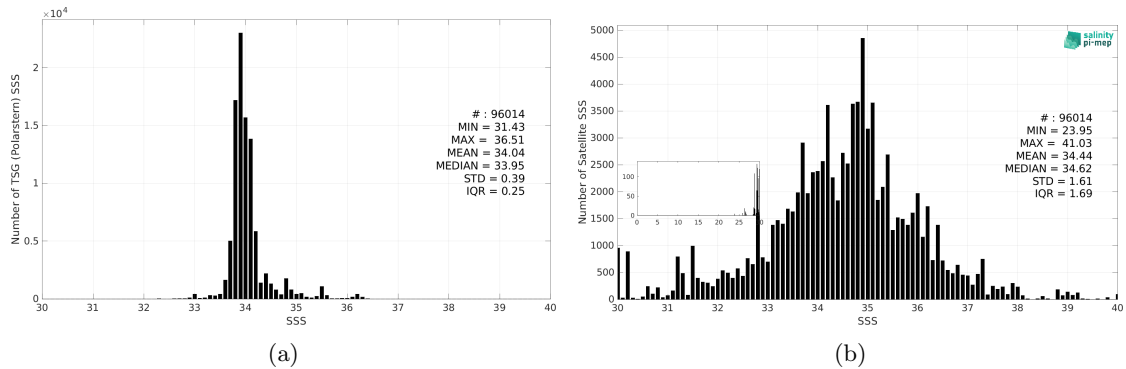 ×10⁴
2
1.5
1
0.5
0
30 31 32 33 34 35 36 37 38 39 40
SSS
Number of TSG (Polarstern) SSS
# : 96014
MIN = 31.43
MAX = 36.51
MEAN = 34.04
MEDIAN = 33.95
STD = 0.39
IQR = 0.25
(a)
5000
4500
4000
3500
3000
2500
2000
1500
1000
500
0
30 31 32 33 34 35 36 37 38 39 40
SSS
Number of Satellite SSS
salinity
pi-mep
# : 96014
MIN = 23.95
MAX = 41.03
MEAN = 34.44
MEDIAN = 34.62
STD = 1.61
IQR = 1.69
100
50
0
0 5 10 15 20 25 30
(b)